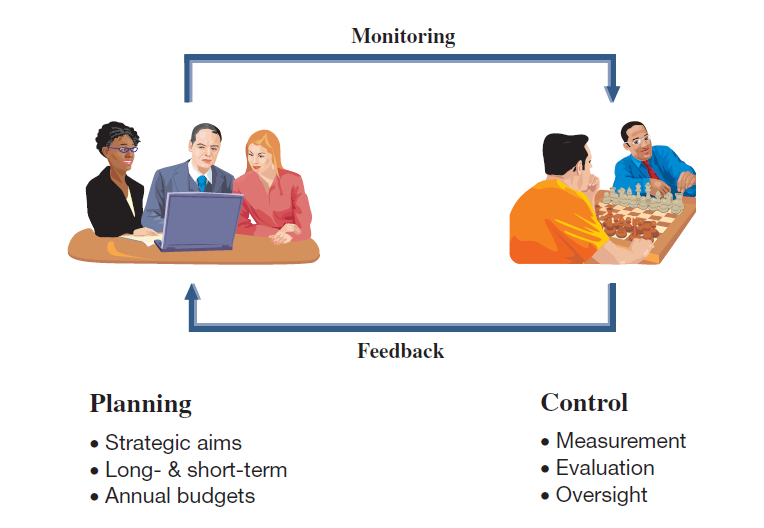 Monitoring
Feedback
Planning
• Strategic aims
• Long- & short-term
• Annual budgets
Control
• Measurement
• Evaluation
• Oversight